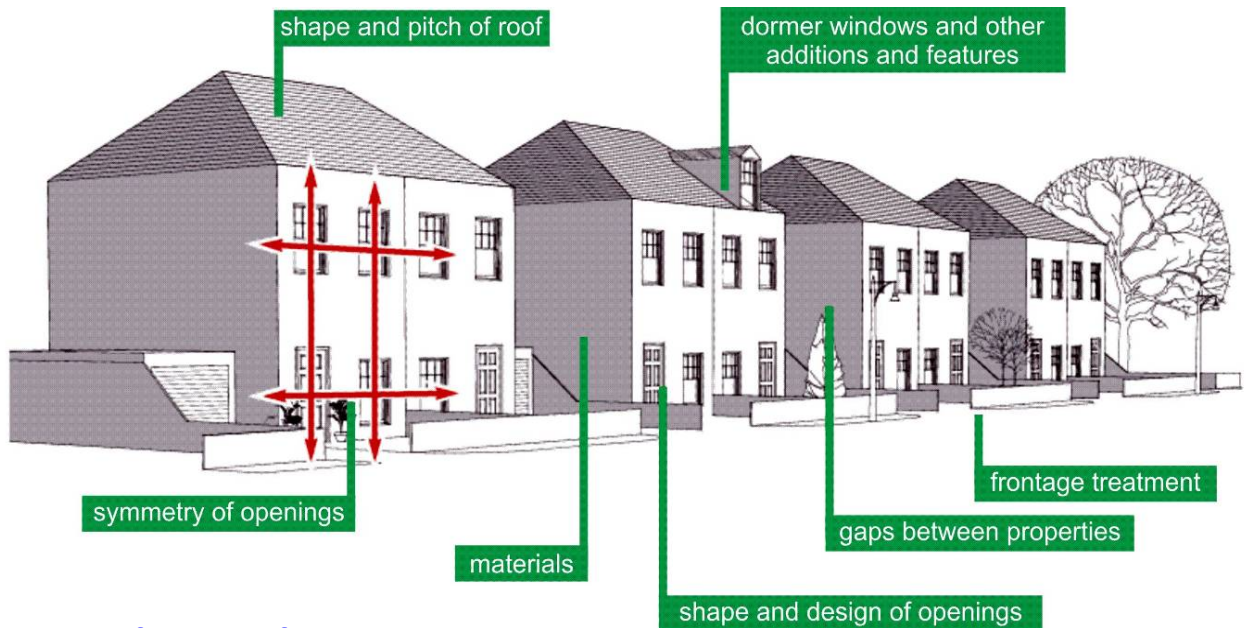 shape and pitch of roof
dormer windows and other
additions and features
symmetry of openings
frontage treatment
gaps between properties
materials
shape and design of openings